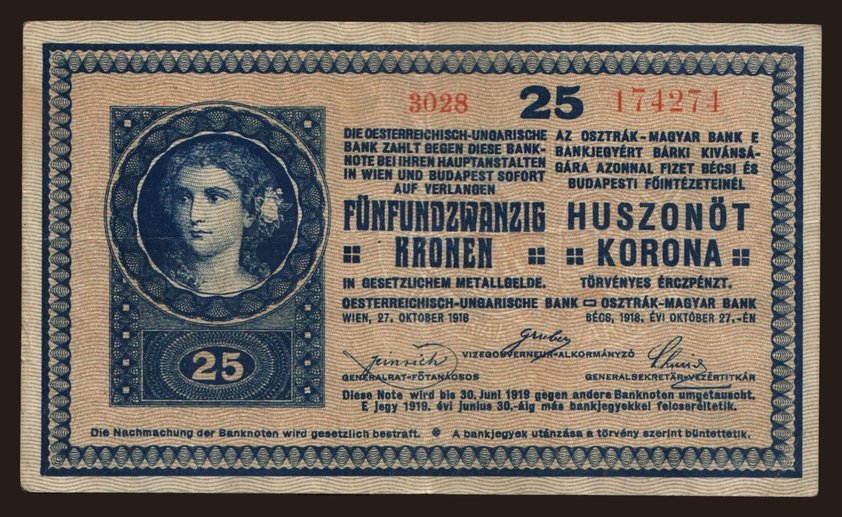 3028 25 174274
DIE OESTERREICHISCH-UNGARISCHE
BANK ZAHLT GEGEN DIESE BANK-
NOTE BEI IHREN HAUPTANSTALTEN
IN WIEN UND BUDAPEST SOFORT
AUF VERLANGEN
FÜNFUNDZWANZIG
KRONEN
IN GESETZLICHEM METALLGELDE.
OESTERREICHISCH-UNGARISCHE BANK
WIEN, 27. OKTOBER 1918
AZ OSZTRÁK-MAGYAR BANK E
BANKJEGYÉRT BÁRKI KIVÁNSÁ-
GÁRA AZONNAL FIZET BÉCSI ÉS
BUDAPESTI FŐINTÉZETEINÉL
HUSZONÖT
KORONA
TÖRVÉNYES ÉRCZPÉNZT.
OSZTRÁK-MAGYAR BANK
BÉCS, 1918. ÉVI OKTÓBER 27.-ÉN
25
Gruber
VIZEGOUVERNEUR-ALKORMÁNYZÓ
GENERALRAT-FŐTANÁCSOS
Schmid
GENERALSEKRETÄR-VEZÉRTITKÁR
Diese Note wird bis 30. Juni 1919 gegen andere Banknoten umgetauscht.
E jegy 1919. évi junius 30.-áig más bankjegyekkel felcseréltetik.
Die Nachmachung der Banknoten wird gesetzlich bestraft. A bankjegyek utánzása a törvény szerint büntettetik.